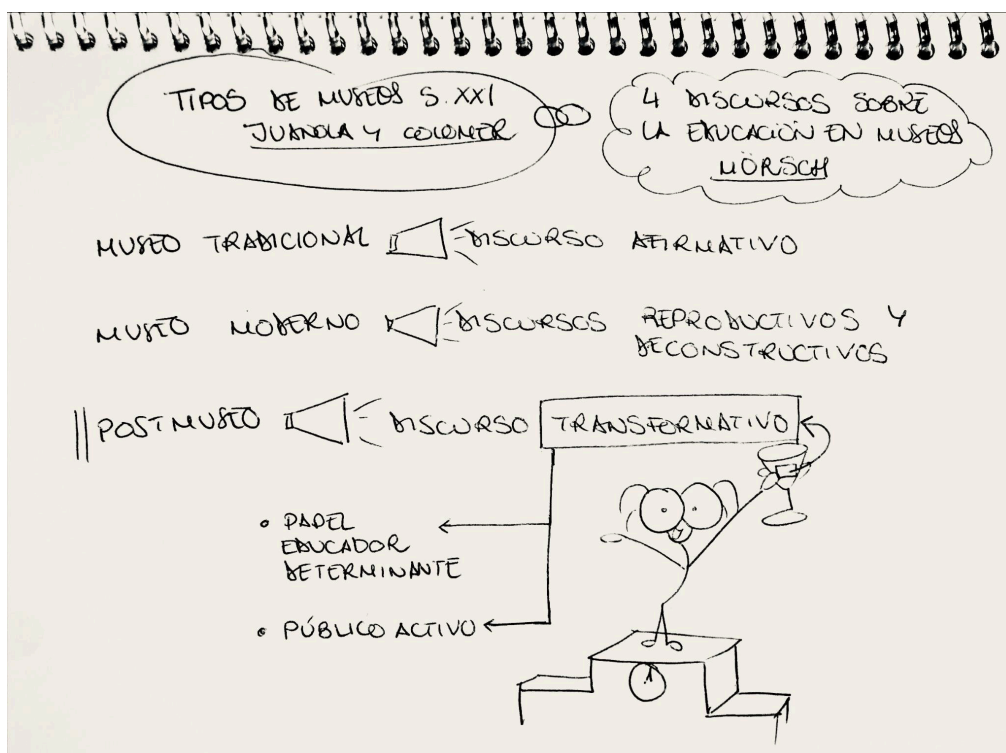 TIPOS DE MUSEOS S. XXI
JUANOLA Y COLOMER
4 DISCURSOS SOBRE
LA EDUCACIÓN EN MUSEOS
MÖRSCH
MUSEO TRADICIONAL DISCURSO AFIRMATIVO
MUSEO MODERNO DISCURSOS REPRODUCTIVOS Y
DECONSTRUCTIVOS
POSTMUSEO DISCURSO TRANSFORMATIVO
• PAPEL
EDUCADOR
DETERMINANTE
• PÚBLICO ACTIVO
1